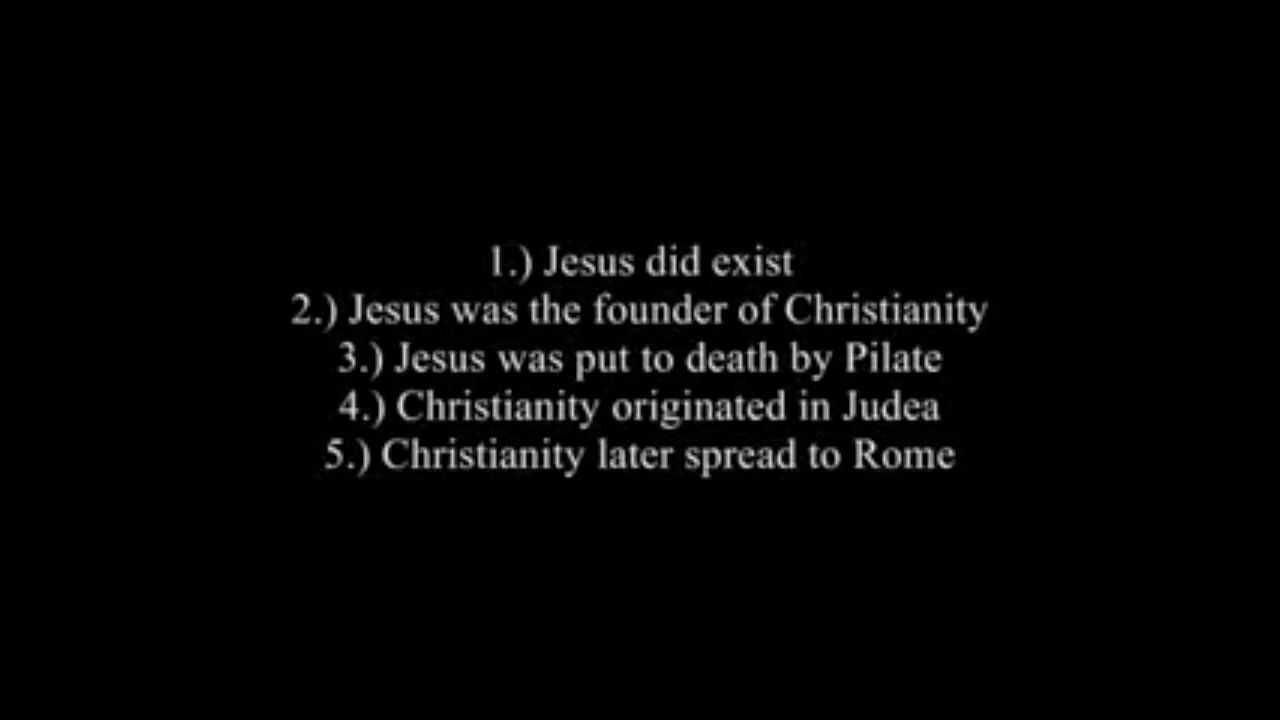 1.) Jesus did exist
2.) Jesus was the founder of Christianity
3.) Jesus was put to death by Pilate
4.) Christianity originated in Judea
5.) Christianity later spread to Rome